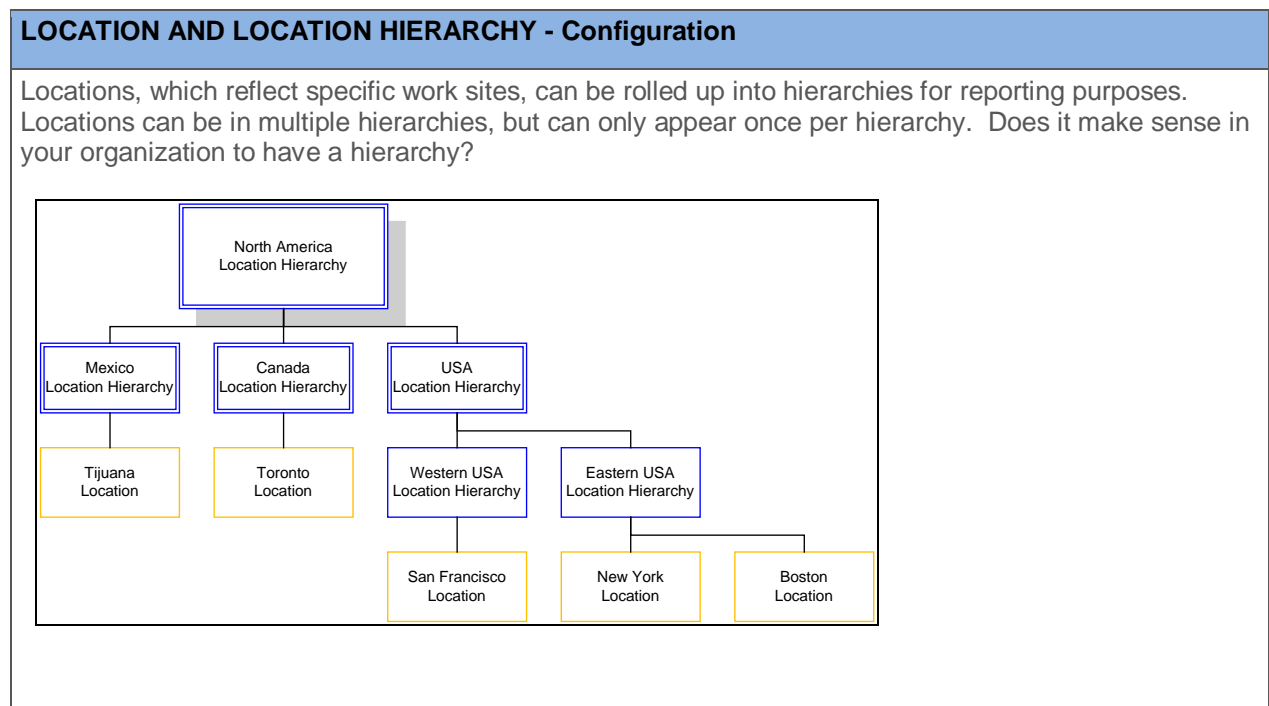 LOCATION AND LOCATION HIERARCHY - Configuration
Locations, which reflect specific work sites, can be rolled up into hierarchies for reporting purposes.
Locations can be in multiple hierarchies, but can only appear once per hierarchy.  Does it make sense in
your organization to have a hierarchy?
North America
Location Hierarchy
Mexico
Location Hierarchy
Canada
Location Hierarchy
USA
Location Hierarchy
Tijuana
Location
Toronto
Location
Western USA
Location Hierarchy
Eastern USA
Location Hierarchy
San Francisco
Location
New York
Location
Boston
Location